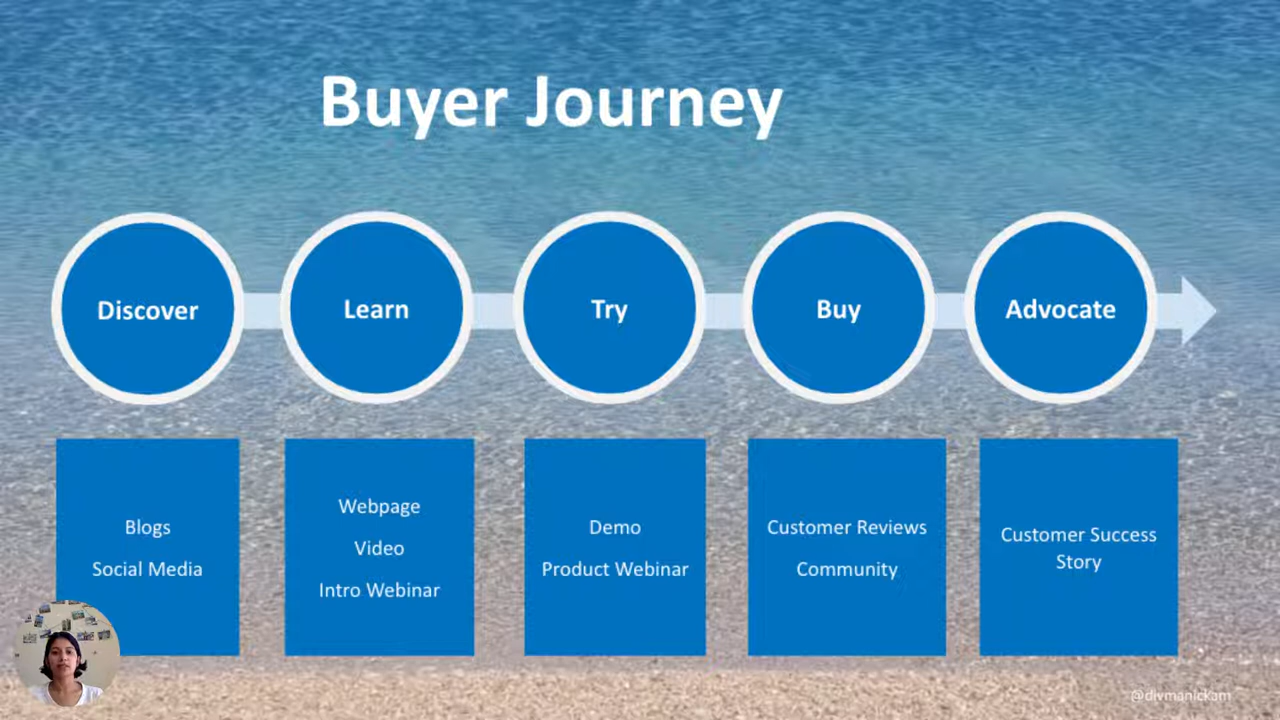 Buyer Journey
Discover
Learn
Try
Buy
Advocate
Blogs
Social Media
Webpage
Video
Intro Webinar
Demo
Product Webinar
Customer Reviews
Community
Customer Success
Story
@divmanickam